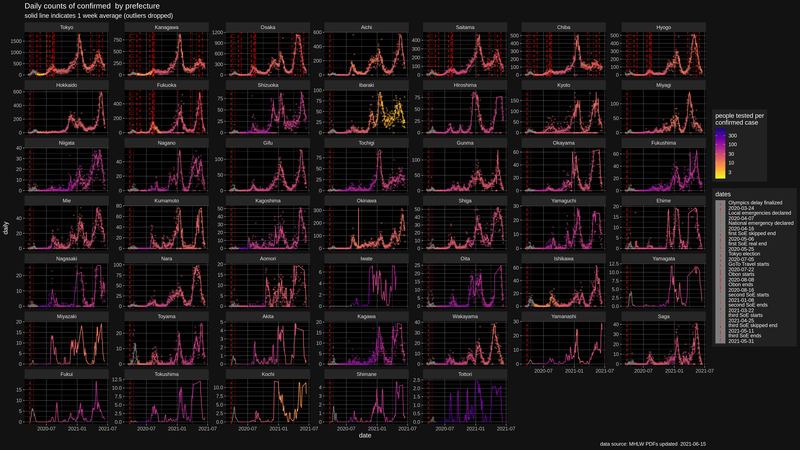 Daily counts of confirmed by prefecture
solid line indicates 1 week average (outliers dropped)
Tokyo
Kanagawa
Osaka
Aichi
Saitama
Chiba
Hyogo
Hokkaido
Fukuoka
Shizuoka
Ibaraki
Hiroshima
Kyoto
Miyagi
Niigata
Nagano
Gifu
Tochigi
Gunma
Okayama
Fukushima
Mie
Kumamoto
Kagoshima
Okinawa
Shiga
Yamaguchi
Ehime
Nagasaki
Nara
Aomori
Iwate
Oita
Ishikawa
Yamagata
Miyazaki
Toyama
Akita
Kagawa
Wakayama
Yamanashi
Saga
Fukui
Tokushima
Kochi
Shimane
Tottori
2020-07 2021-01 2021-07
daily
date
people tested per
confirmed case
300
100
30
10
3
dates
Olympics delay finalized
2020-03-24
Local emergencies declared
2020-04-07
National emergency declared
2020-04-16
first SoE skipped end
2020-05-06
first SoE real end
2020-05-25
Tokyo election
2020-07-05
GoTo Travel starts
2020-07-22
Obon starts
2020-08-08
Obon ends
2020-08-16
second SoE starts
2021-01-08
second SoE ends
2021-03-22
third SoE starts
2021-04-25
third SoE skipped end
2021-05-11
third SoE ends
2021-05-31
data source: MHLW PDFs updated 2021-06-15